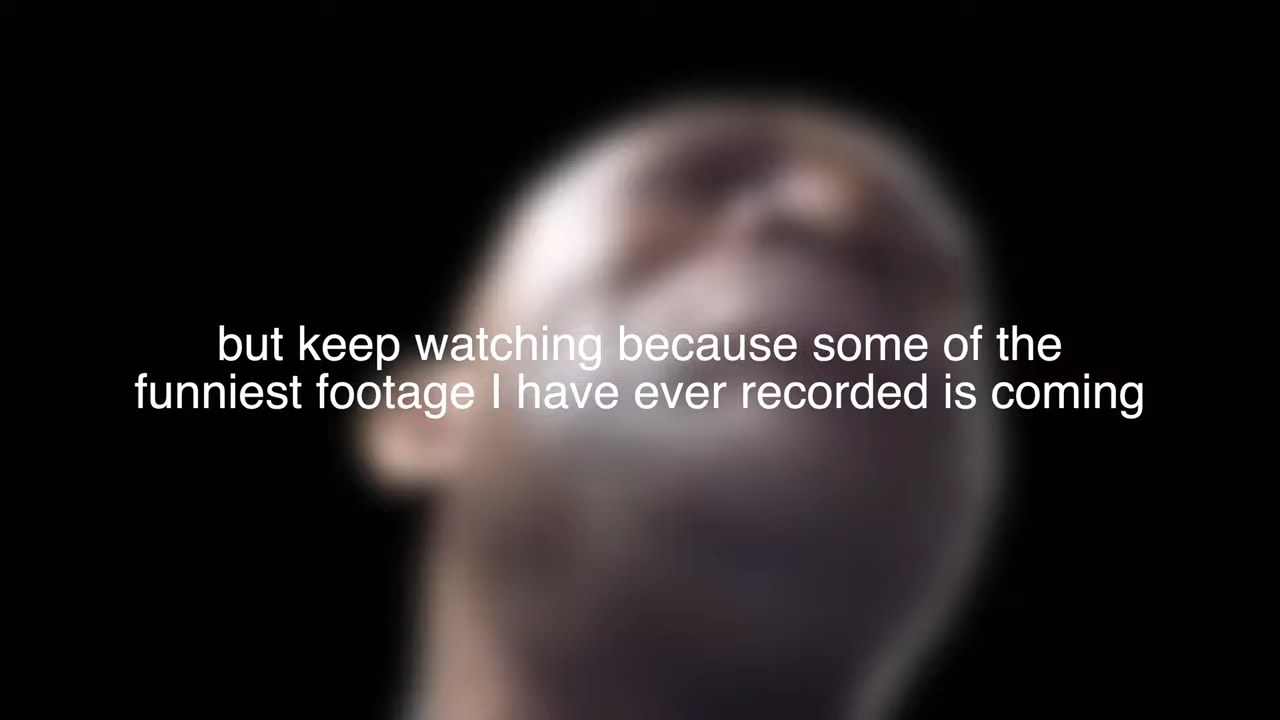 but keep watching because some of the
funniest footage I have ever recorded is coming